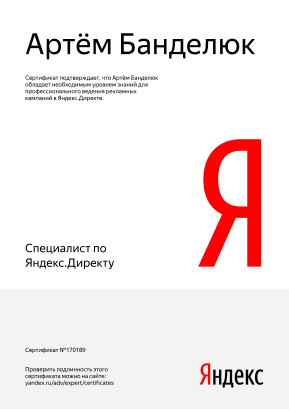 Артём Банделюк
Сертификат подтверждает, что Артём Банделюк
обладает необходимым уровнем знаний для
профессионального ведения рекламных
кампаний в Яндекс.Директе.
Я
Специалист по
Яндекс.Директу
Сертификат №170189
Проверить подлинность этого
сертификата можно на сайте:
yandex.ru/adv/expert/certificates
Яндекс